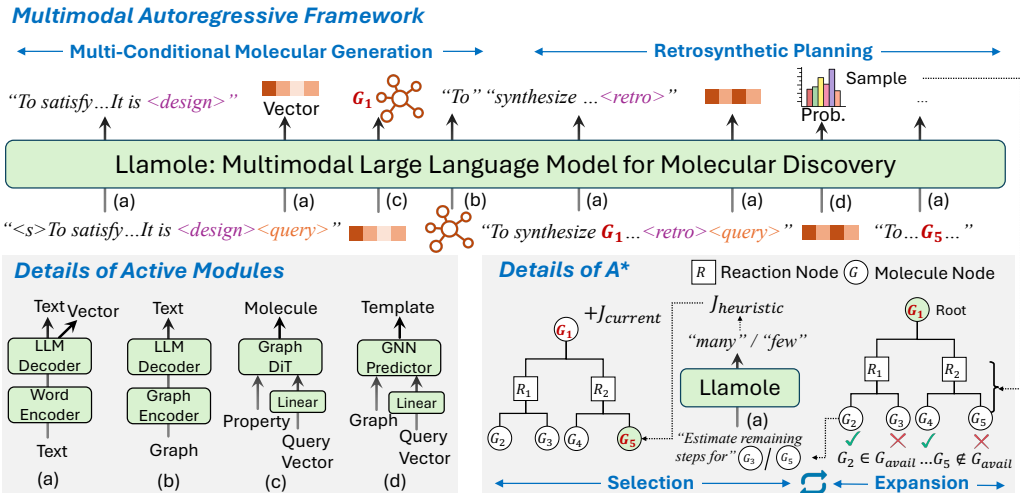 Multimodal Autoregressive Framework
Multi-Conditional Molecular Generation
Retrosynthetic Planning
"To satisfy...It is <design>"
Vector
G₁
"To" "synthesize ...<retro>"
Prob.
Sample
...
Llamole: Multimodal Large Language Model for Molecular Discovery
(a) (a) (c) (b) (a) (a) (d) (a)
"<s>To satisfy...It is <design><query>"
"To synthesize G₁...<retro><query>"
"To...G₅..."
Details of Active Modules
Text Vector
LLM Decoder
Word Encoder
Text
(a)
Text
LLM Decoder
Graph Encoder
Graph
(b)
Molecule
Graph DiT
Property
Linear
Query Vector
(c)
Template
GNN Predictor
Graph
Linear
Query Vector
(d)
Details of A*
R Reaction Node G Molecule Node
+J_current
G₁
R₁ R₂
G₂ G₃ G₄ G₅
J_heuristic
"many" / "few"
Llamole
(a)
"Estimate remaining
steps for" G₃ / G₅
G₁ Root
R₁ R₂
G₂ G₃ G₄ G₅
G₂ ∈ G_avail ...G₅ ∉ G_avail
Selection
Expansion